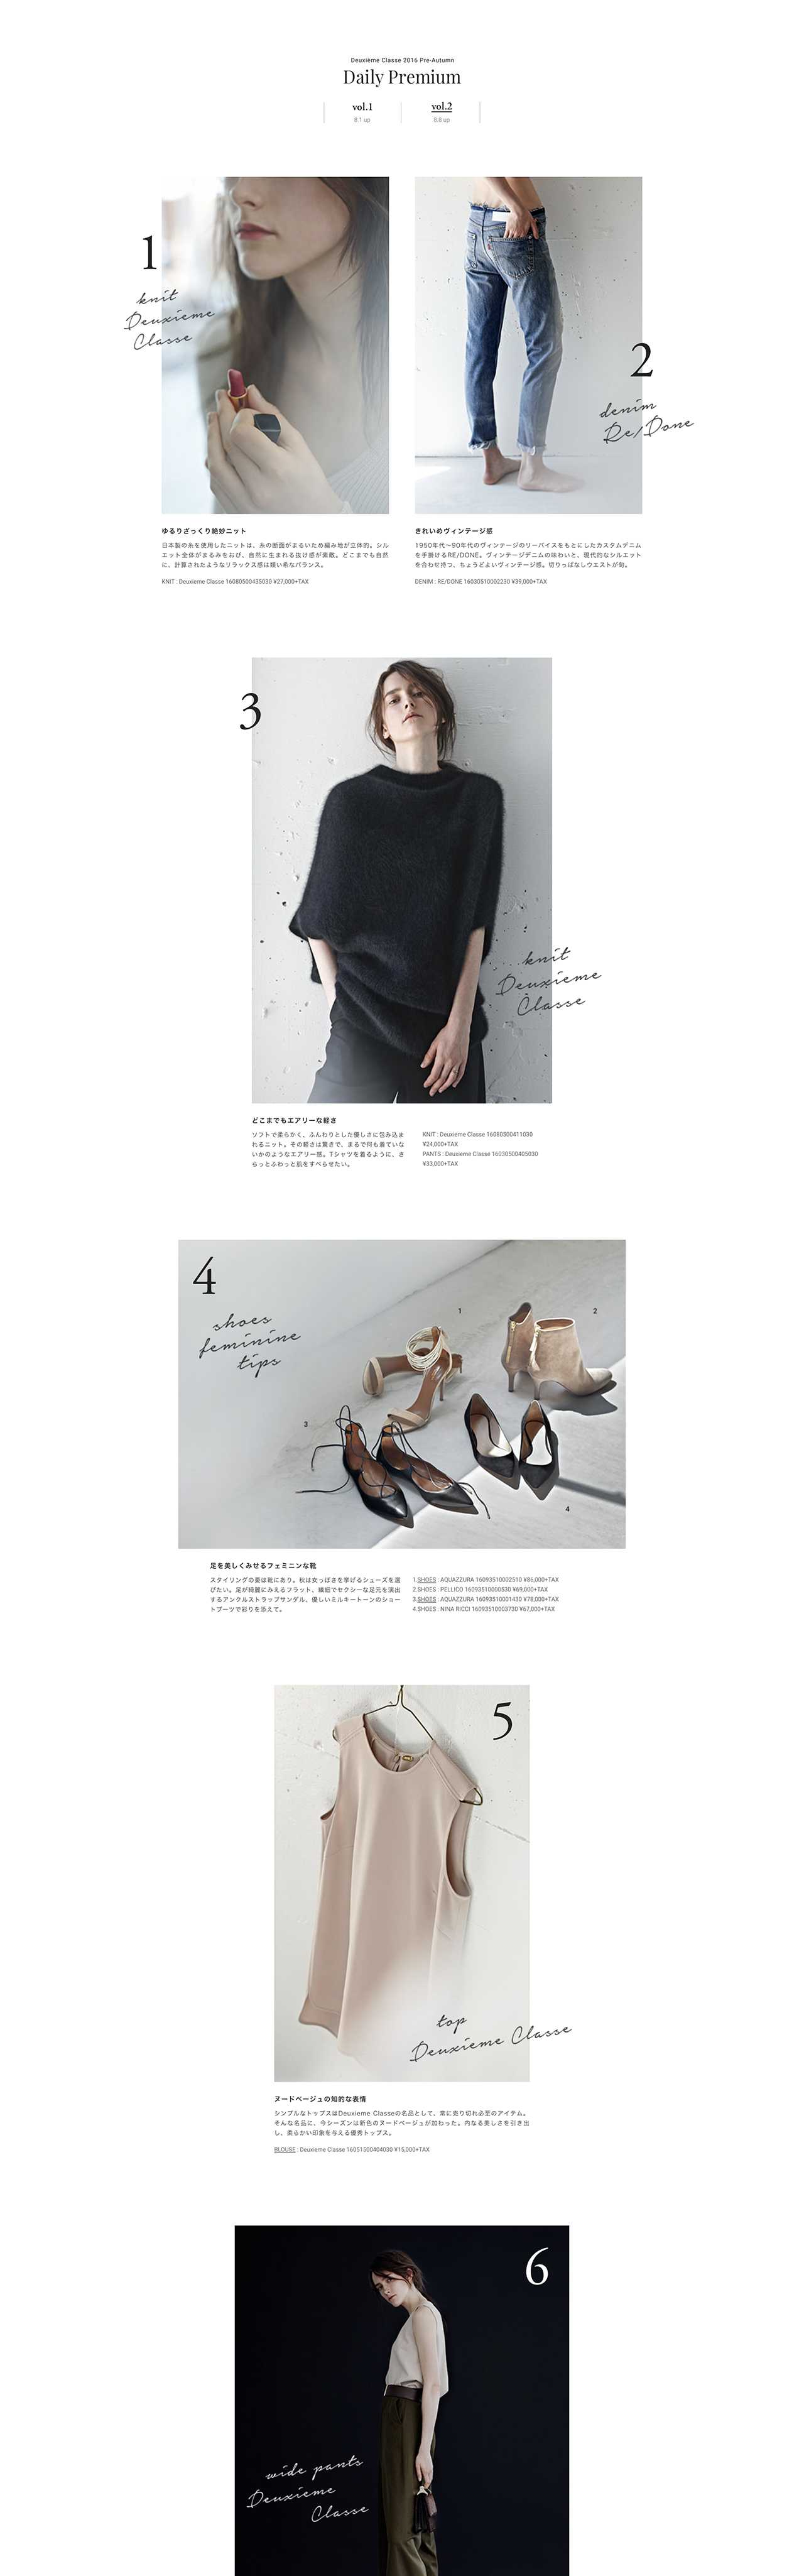 Deuxième Classe 2016 Pre-Autumn
Daily Premium
vol.1
8.1 up
vol.2
8.8 up
1
knit
Deuxieme
Classe
2
denim
Re/Done
ゆるりざっくり絶妙ニット
日本製の糸を使用したニットは、糸の断面がまるいため編み地が立体的。シル
エット全体がまるみをおび、自然に生まれる抜け感が素敵。どこまでも自然
に、計算されたようなリラックス感は類い希なバランス。
KNIT : Deuxieme Classe 16080500435030 ¥27,000+TAX
きれいめヴィンテージ感
1950年代〜90年代のヴィンテージのリーバイスをもとにしたカスタムデニム
を手掛けるRE/DONE。ヴィンテージデニムの味わいと、現代的なシルエット
を合わせ持つ、ちょうどよいヴィンテージ感。切りっぱなしウエストが旬。
DENIM : RE/DONE 16030510002230 ¥39,000+TAX
3
knit
Deuxieme
Classe
どこまでもエアリーな軽さ
ソフトで柔らかく、ふんわりとした優しさに包み込ま
れるニット。その軽さは驚きで、まるで何も着ていな
いかのようなエアリー感。Tシャツを着るように、さ
らっとふわっと肌をすべらせたい。
KNIT : Deuxieme Classe 16080500411030
¥24,000+TAX
PANTS : Deuxieme Classe 16030500405030
¥33,000+TAX
4
shoes
feminine
tips
1
2
3
4
足を美しくみせるフェミニンな靴
スタイリングの要は靴にあり。秋は女っぽさを挙げるシューズを選
びたい。足が綺麗にみえるフラット、繊細でセクシーな足元を演出
するアンクルストラップサンダル、優しいミルキートーンのショー
トブーツで彩りを添えて。
1.SHOES : AQUAZZURA 16093510002510 ¥86,000+TAX
2.SHOES : PELLICO 16093510000530 ¥69,000+TAX
3.SHOES : AQUAZZURA 16093510001430 ¥78,000+TAX
4.SHOES : NINA RICCI 16093510003730 ¥67,000+TAX
5
top
Deuxieme Classe
ヌードベージュの知的な表情
シンプルなトップスはDeuxieme Classeの名品として、常に売り切れ必至のアイテム。
そんな名品に、今シーズンは新色のヌードベージュが加わった。内なる美しさを引き出
し、柔らかい印象を与える優秀トップス。
BLOUSE : Deuxieme Classe 16051500404030 ¥15,000+TAX
6
wide pants
Deuxieme
Classe